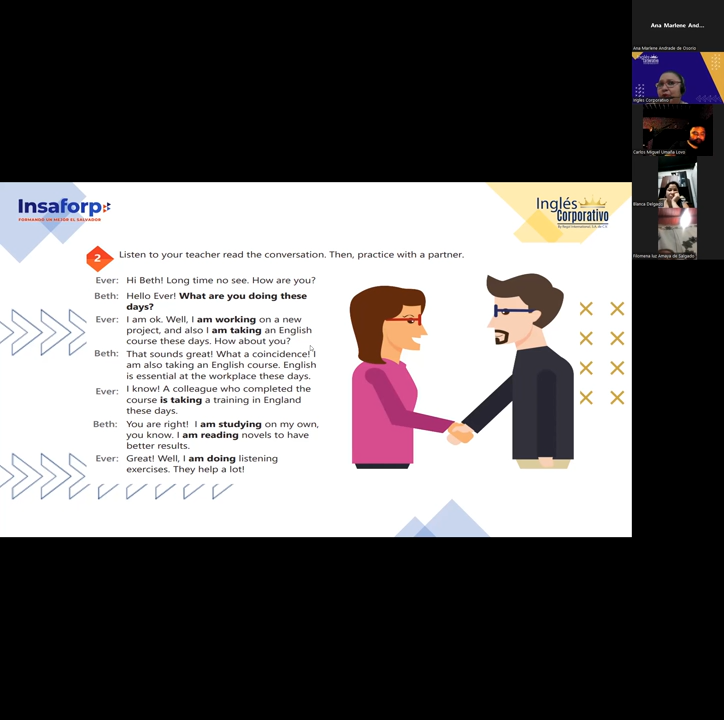 Ana Marlene And...
Ana Marlene Andrade de Osorio
Inglés Corporativo
Carlos Miguel Umaña Lovo
Blanca Delgado
Filomena luz Amaya de Salgado
Insaforp
FORMANDO UN MEJOR EL SALVADOR
Inglés
Corporativo
2 Listen to your teacher read the conversation. Then, practice with a partner.
Ever: Hi Beth! Long time no see. How are you?
Beth: Hello Ever! What are you doing these
days?
Ever: I am ok. Well, I am working on a new
project, and also I am taking an English
course these days. How about you?
Beth: That sounds great! What a coincidence! I
am also taking an English course. English
is essential at the workplace these days.
Ever: I know! A colleague who completed the
course is taking a training in England
these days.
Beth: You are right! I am studying on my own,
you know. I am reading novels to have
better results.
Ever: Great! Well, I am doing listening
exercises. They help a lot!